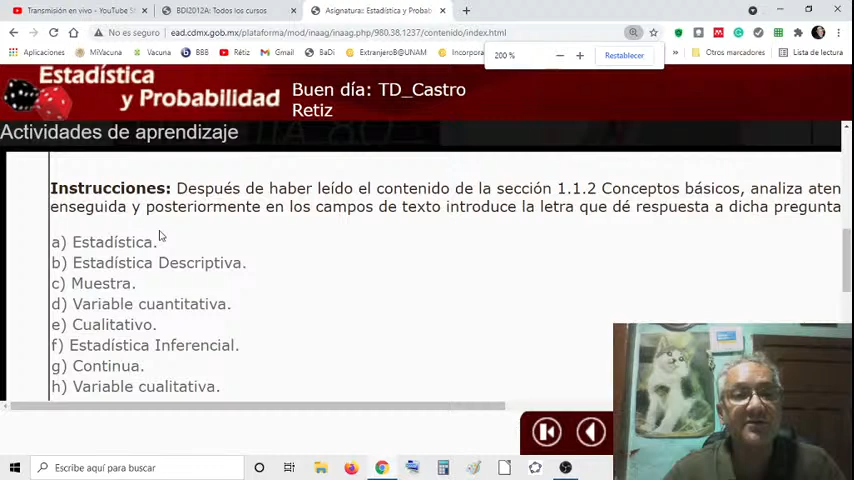 Transmisión en vivo - YouTube S
BDI2012A: Todos los cursos
Asignatura: Estadística y Probab
No es seguro
ead.cdmx.gob.mx/plataforma/mod/inaag/inaag.php/980.38.1237/contenido/index.html
Aplicaciones
MiVacuna
Vacuna
BBB
Rétiz
Gmail
BaDi
ExtranjeroB@UNAM
Incorpora
200 %
Restablecer
Otros marcadores
Lista de lectura
Estadística
y Probabilidad
Buen día: TD_Castro
Retiz
Actividades de aprendizaje
Instrucciones: Después de haber leído el contenido de la sección 1.1.2 Conceptos básicos, analiza aten
enseguida y posteriormente en los campos de texto introduce la letra que dé respuesta a dicha pregunta
a) Estadística.
b) Estadística Descriptiva.
c) Muestra.
d) Variable cuantitativa.
e) Cualitativo.
f) Estadística Inferencial.
g) Continua.
h) Variable cualitativa.
Escribe aquí para buscar